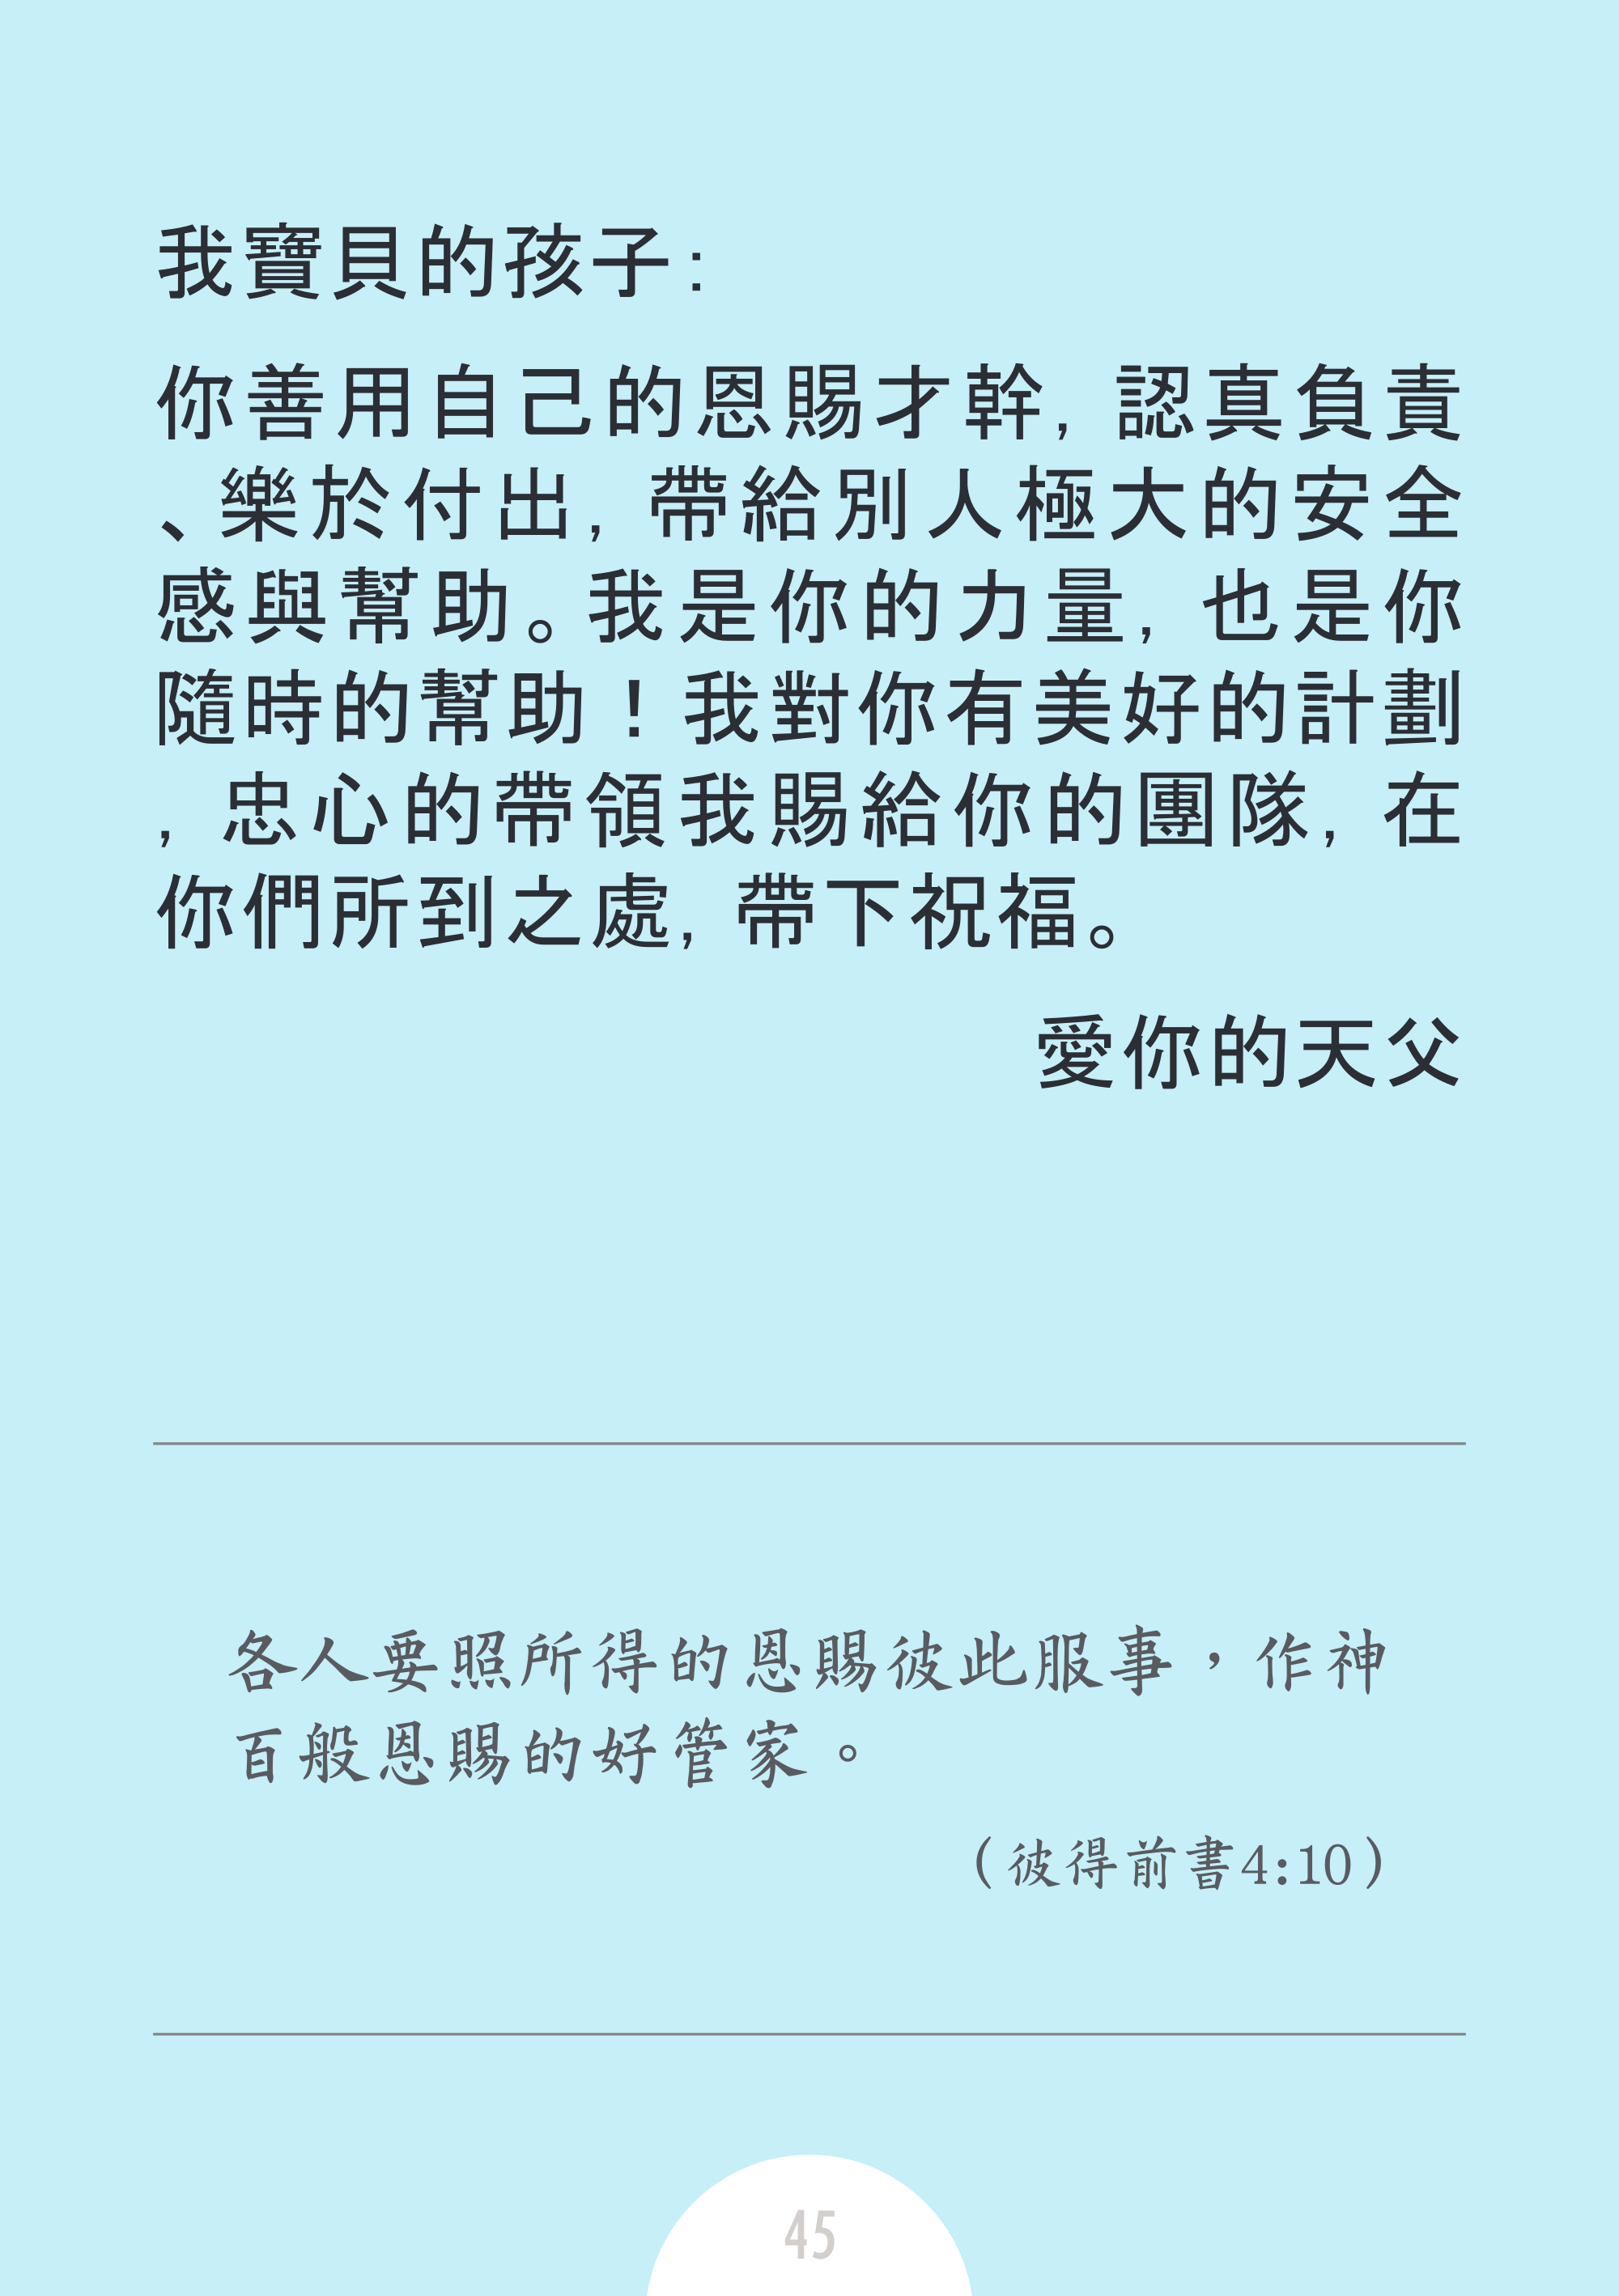 我寶貝的孩子：
你善用自己的恩賜才幹，認真負責
、樂於付出，帶給別人極大的安全
感與幫助。我是你的力量，也是你
隨時的幫助！我對你有美好的計劃
，忠心的帶領我賜給你的團隊，在
你們所到之處，帶下祝福。
愛你的天父
各人要照所得的恩賜彼此服事，作神
百般恩賜的好管家。
（彼得前書4:10）
45